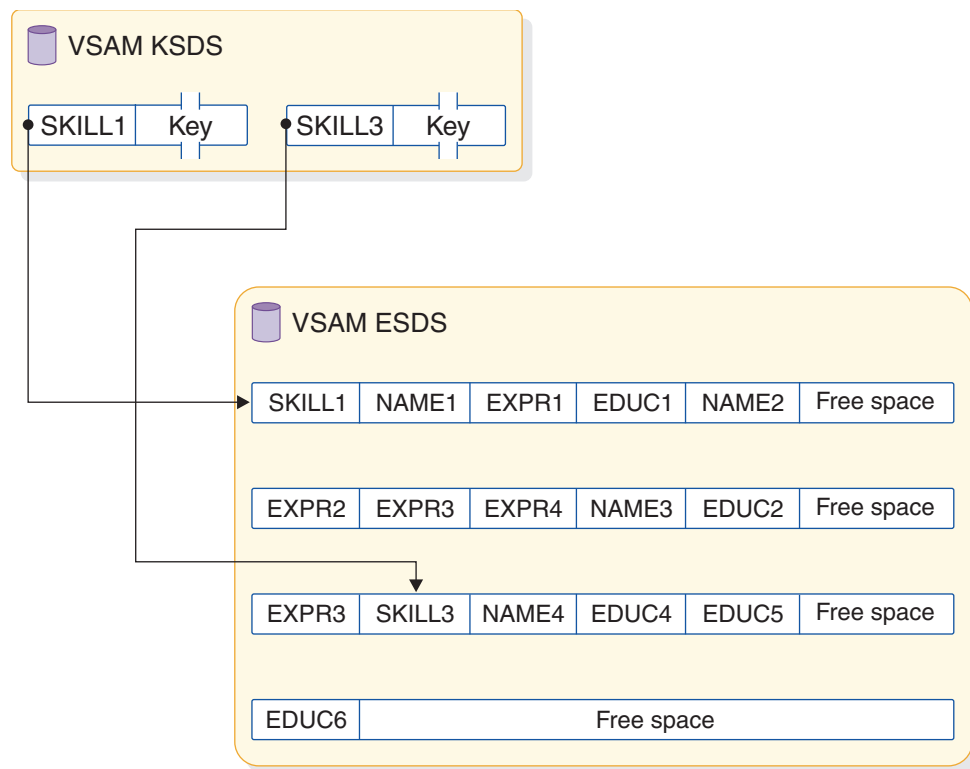 VSAM KSDS
SKILL1 Key SKILL3 Key
VSAM ESDS
SKILL1 NAME1 EXPR1 EDUC1 NAME2 Free space
EXPR2 EXPR3 EXPR4 NAME3 EDUC2 Free space
EXPR3 SKILL3 NAME4 EDUC4 EDUC5 Free space
EDUC6 Free space